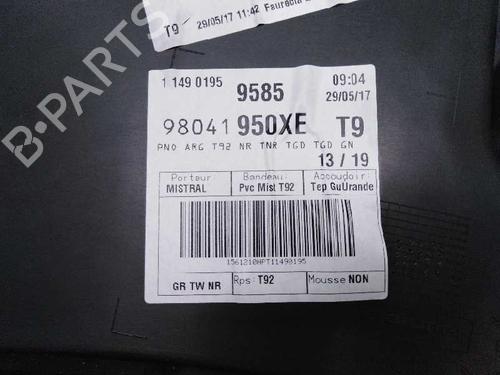 T9 29/05/17 11:42 Faurecia
B-PARTS
1 149 0195 9585 09:04
29/05/17
98041 950XE T9
PNO ARG T92 NR TNR TGD TGD GN
13 / 19
Porteur Bandeau: Accoudoir:
MISTRAL Pvc Mist T92 Tep GuUrande
1561210HPT11490195
GR TW NR Rps: T92 Mousse NON